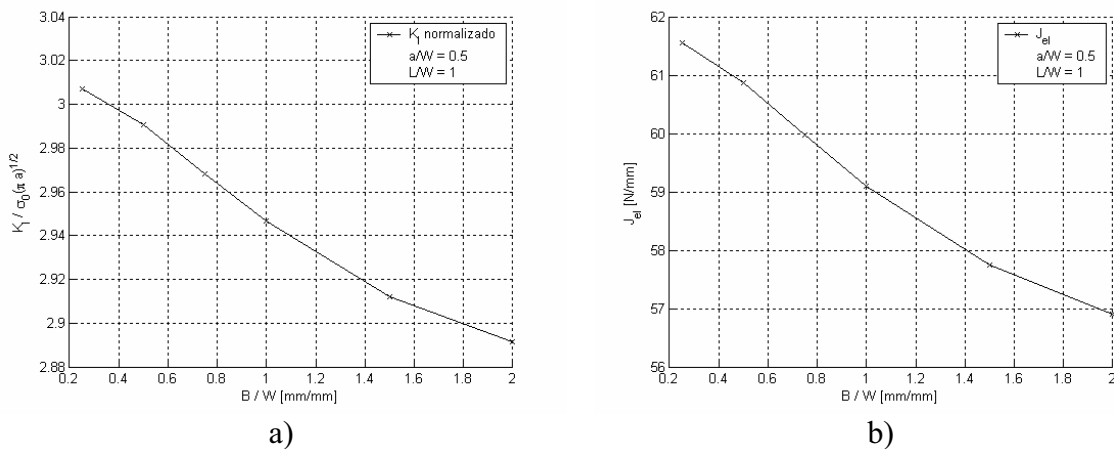 3.04
3.02
3
2.98
2.96
2.94
2.92
2.9
2.88
K_I / σ_0(π a)^1/2
K_I normalizado
a/W = 0.5
L/W = 1
0.2 0.4 0.6 0.8 1 1.2 1.4 1.6 1.8 2
B / W [mm/mm]
a)
62
61
60
59
58
57
56
J_el [N/mm]
J_el
a/W = 0.5
L/W = 1
0.2 0.4 0.6 0.8 1 1.2 1.4 1.6 1.8 2
B / W [mm/mm]
b)